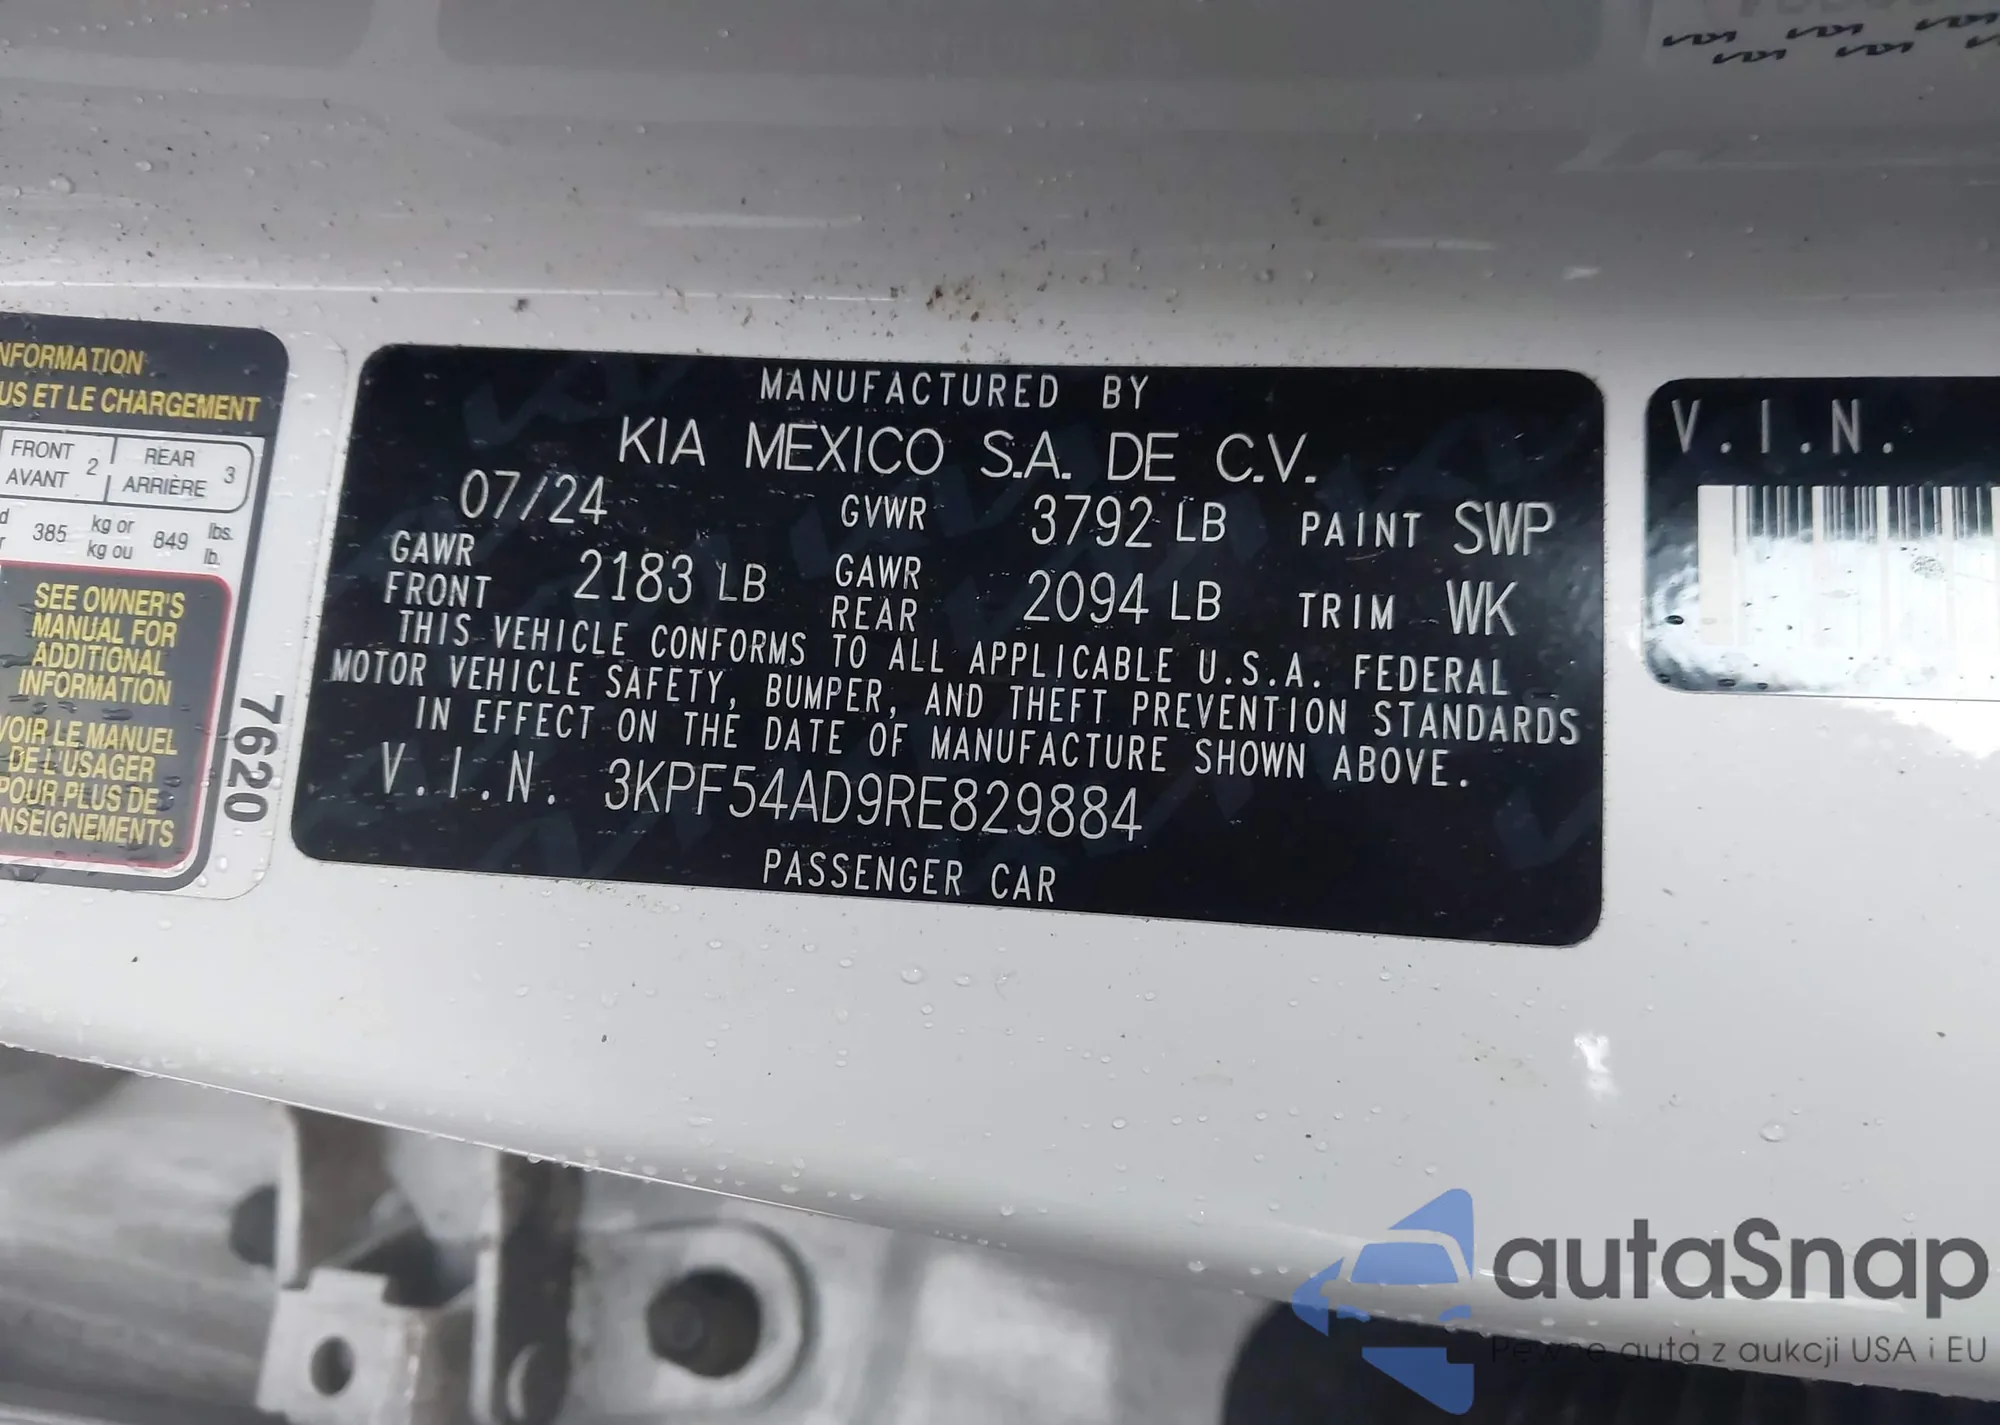 NFORMATION
US ET LE CHARGEMENT
FRONT
AVANT 2
REAR
ARRIÈRE 3
385 kg or
kg ou 849 lbs.
lb.
SEE OWNER'S
MANUAL FOR
ADDITIONAL
INFORMATION
VOIR LE MANUEL
DE L'USAGER
POUR PLUS DE
NSEIGNEMENTS
7620
MANUFACTURED BY
KIA MEXICO S.A. DE C.V.
07/24 GVWR 3792 LB PAINT SWP
GAWR
FRONT 2183 LB GAWR
REAR 2094 LB TRIM WK
THIS VEHICLE CONFORMS TO ALL APPLICABLE U.S.A. FEDERAL
MOTOR VEHICLE SAFETY, BUMPER, AND THEFT PREVENTION STANDARDS
IN EFFECT ON THE DATE OF MANUFACTURE SHOWN ABOVE.
V.I.N. 3KPF54AD9RE829884
PASSENGER CAR
V.I.N.
autaSnap
Pewne auta z aukcji USA i EU